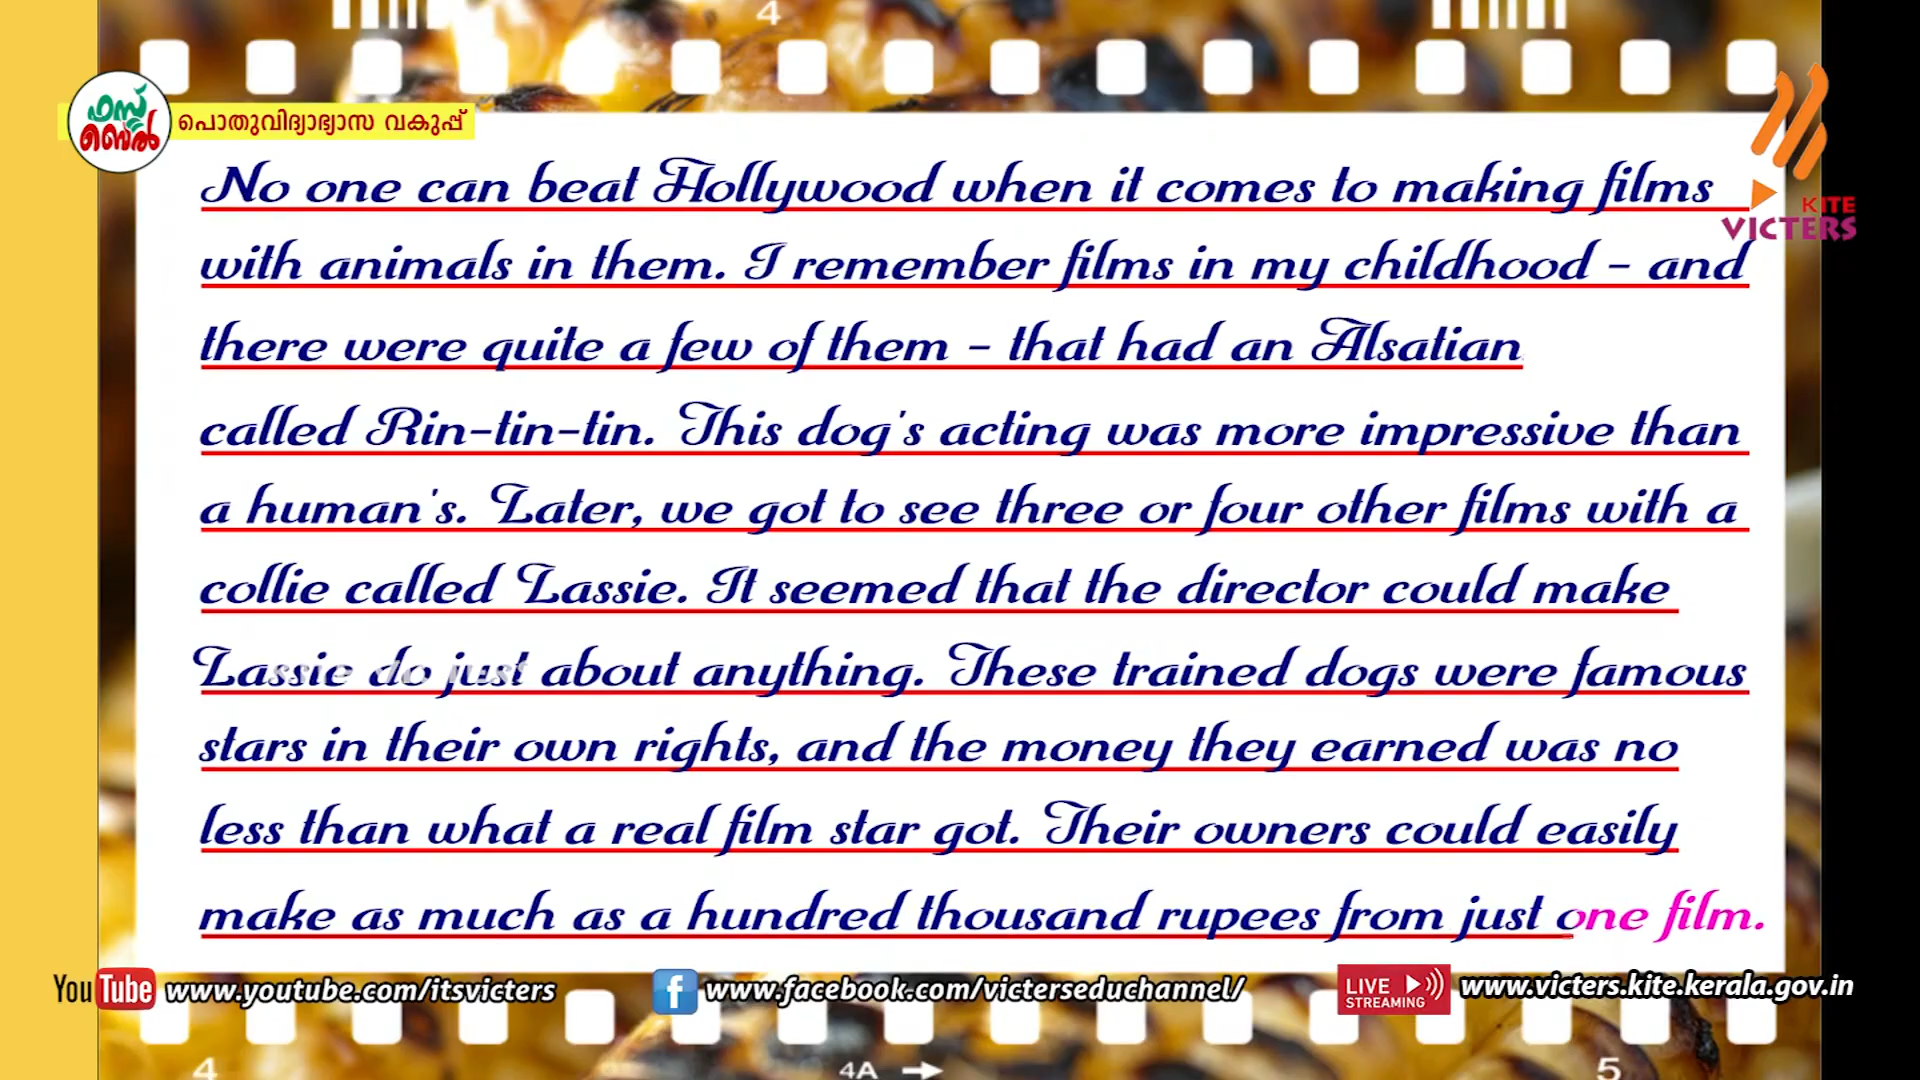 4
ഫസ്റ്റ്
ബെൽ
പൊതുവിദ്യാഭ്യാസ വകുപ്പ്
KITE
VICTERS
No one can beat Hollywood when it comes to making films
with animals in them. I remember films in my childhood – and
there were quite a few of them – that had an Alsatian
called Rin-tin-tin. This dog's acting was more impressive than
a human's. Later, we got to see three or four other films with a
collie called Lassie. It seemed that the director could make
Lassie do just about anything. These trained dogs were famous
stars in their own rights, and the money they earned was no
less than what a real film star got. Their owners could easily
make as much as a hundred thousand rupees from just one film.
YouTube www.youtube.com/itsvicters
f www.facebook.com/victerseduchannel/
LIVE STREAMING www.victers.kite.kerala.gov.in
4 4A 5